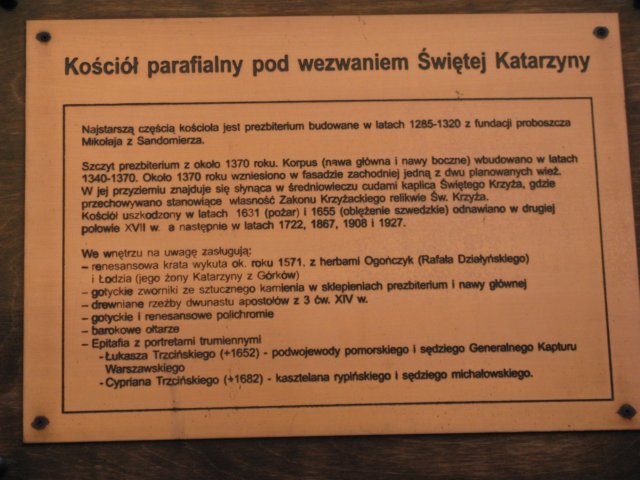 Kościół parafialny pod wezwaniem Świętej Katarzyny
Najstarszą częścią kościoła jest prezbiterium budowane w latach 1285-1320 z fundacji proboszcza
Mikołaja z Sandomierza.
Szczyt prezbiterium z około 1370 roku. Korpus (nawa główna i nawy boczne) wbudowano w latach
1340-1370. Około 1370 roku wzniesiono w fasadzie zachodniej jedną z dwu planowanych wież.
W jej przyziemiu znajduje się słynąca w średniowieczu cudami kaplica Świętego Krzyża, gdzie
przechowywano stanowiące własność Zakonu Krzyżackiego relikwie Św. Krzyża.
Kościół uszkodzony w latach 1631 (pożar) i 1655 (oblężenie szwedzkie) odnawiano w drugiej
połowie XVII w. a następnie w latach 1722, 1867, 1908 i 1927.
We wnętrzu na uwagę zasługują:
– renesansowa krata wykuta ok. roku 1571, z herbami Ogończyk (Rafała Działyńskiego)
i Łodzia (jego żony Katarzyny z Górków)
– gotyckie zworniki ze sztucznego kamienia w sklepieniach prezbiterium i nawy głównej
– drewniane rzeźby dwunastu apostołów z 3 ćw. XIV w.
– gotyckie i renesansowe polichromie
– barokowe ołtarze
– Epitafia z portretami trumiennymi
- Łukasza Trzcińskiego (+1652) - podwojewody pomorskiego i sędziego Generalnego Kapturu
Warszawskiego
- Cypriana Trzcińskiego (+1682) - kasztelana rypińskiego i sędziego michałowskiego.